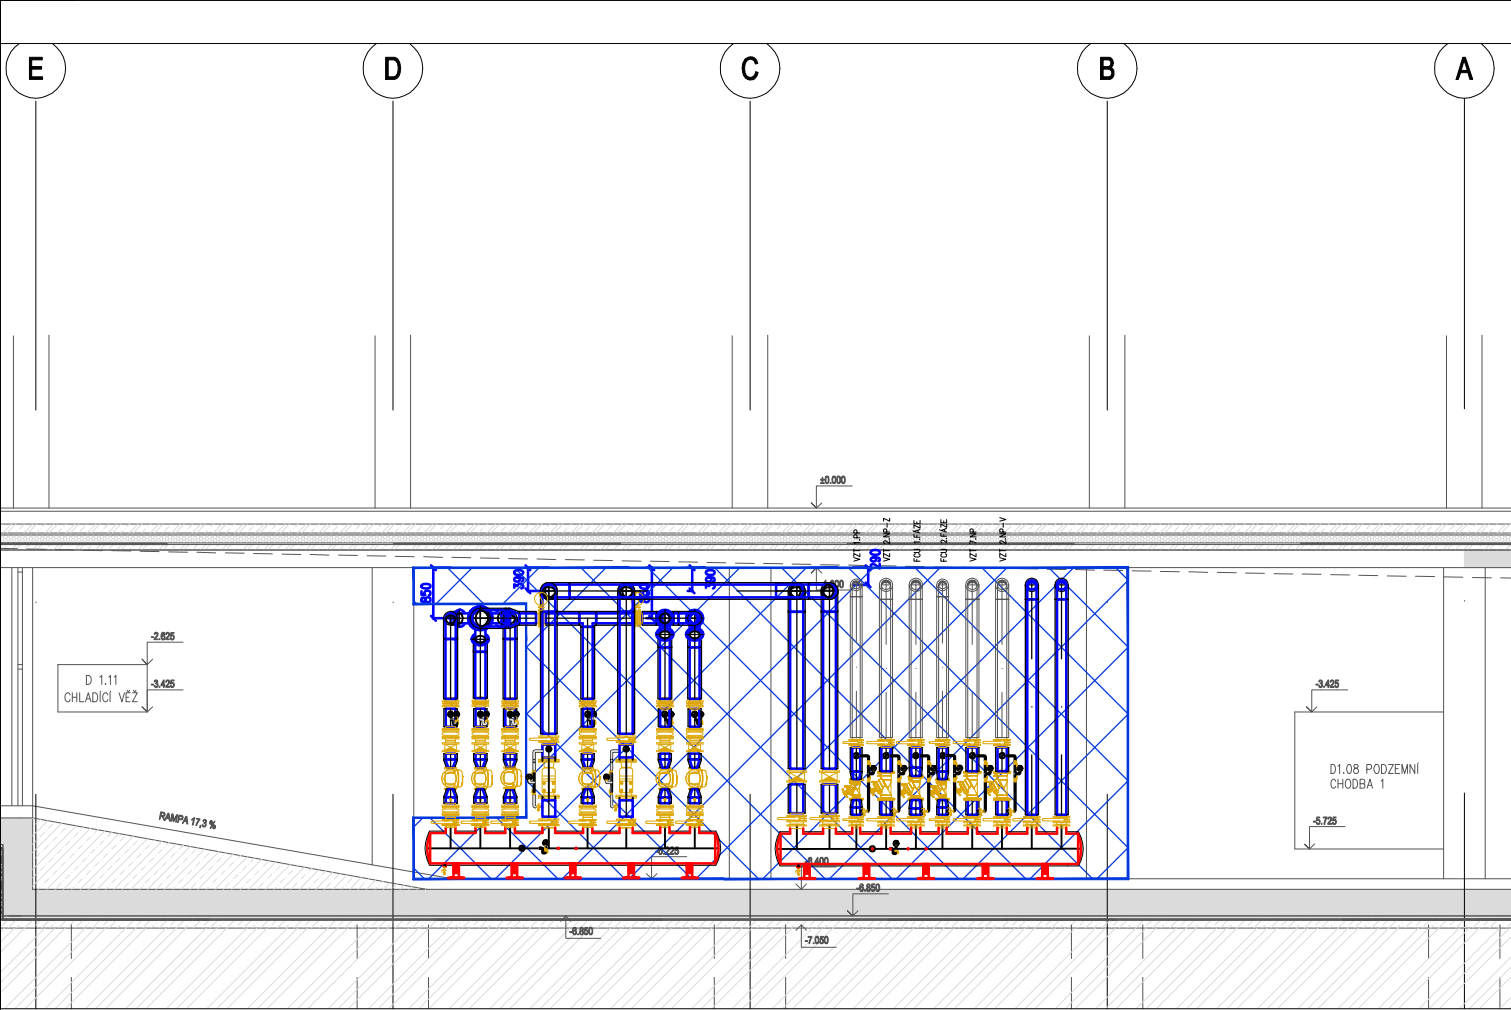 E
D
C
B
A
±0.000
VZT 1.PP
VZT 2.NP-Z
FCU 1.FÁZE
FCU 2.FÁZE
VZT 7.NP
VZT 2.NP-V
290
390
390
850
-2.625
D 1.11
CHLADÍCÍ VĚŽ
-3.425
-3.425
D1.08 PODZEMNÍ
CHODBA 1
-5.725
RAMPA 17,3 %
-6.225
-6.400
-6.850
-6.850
-7.050